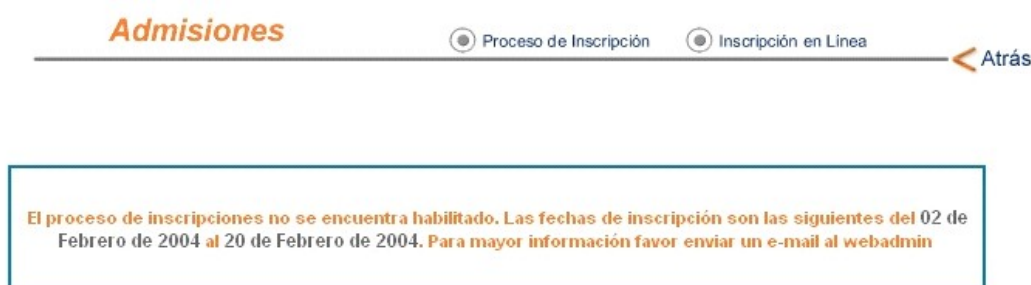 Admisiones
Proceso de Inscripción
Inscripción en Línea
Atrás
El proceso de inscripciones no se encuentra habilitado. Las fechas de inscripción son las siguientes del 02 de
Febrero de 2004 al 20 de Febrero de 2004. Para mayor información favor enviar un e-mail al webadmin